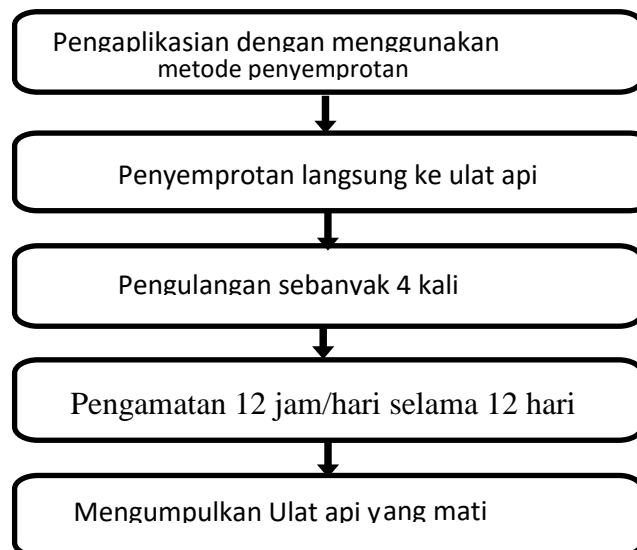 Pengaplikasian dengan menggunakan
metode penyemprotan
Penyemprotan langsung ke ulat api
Pengulangan sebanyak 4 kali
Pengamatan 12 jam/hari selama 12 hari
Mengumpulkan Ulat api yang mati